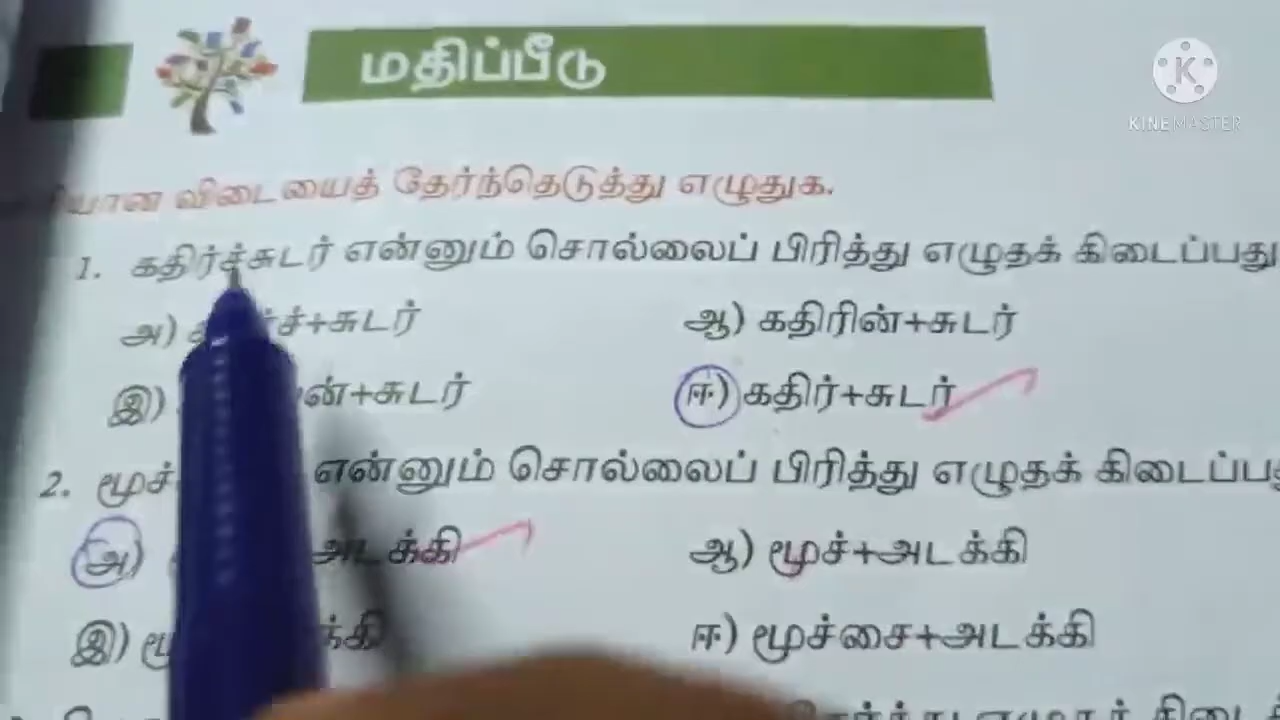 மதிப்பீடு
KINEMASTER
விடையைத் தேர்ந்தெடுத்து எழுதுக.
1. கதிர்ச்சுடர் என்னும் சொல்லைப் பிரித்து எழுதக் கிடைப்பது
அ) +சுடர் ஆ) கதிரின்+சுடர்
இ) +சுடர் ஈ) கதிர்+சுடர்
2. என்னும் சொல்லைப் பிரித்து எழுதக்
அ) அடக்கி ஆ) மூச்+அடக்கி
இ) ஈ) மூச்சை+அடக்கி